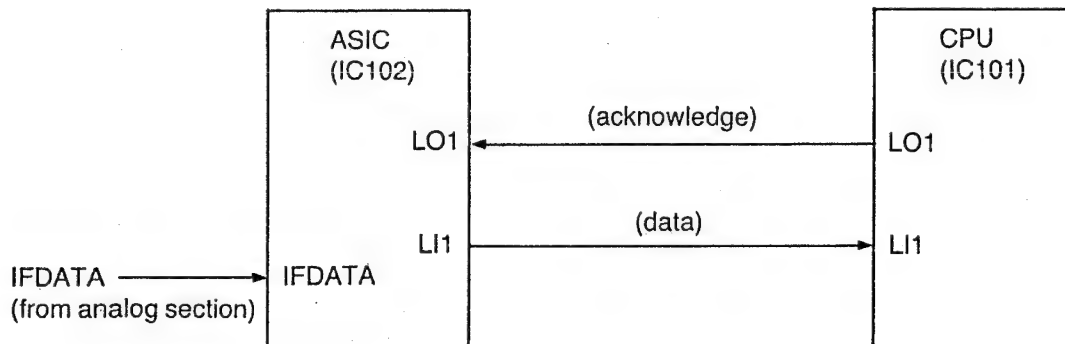 ASIC
(IC102)
CPU
(IC101)
(acknowledge)
LO1
LO1
(data)
LI1
LI1
IFDATA
IFDATA
(from analog section)